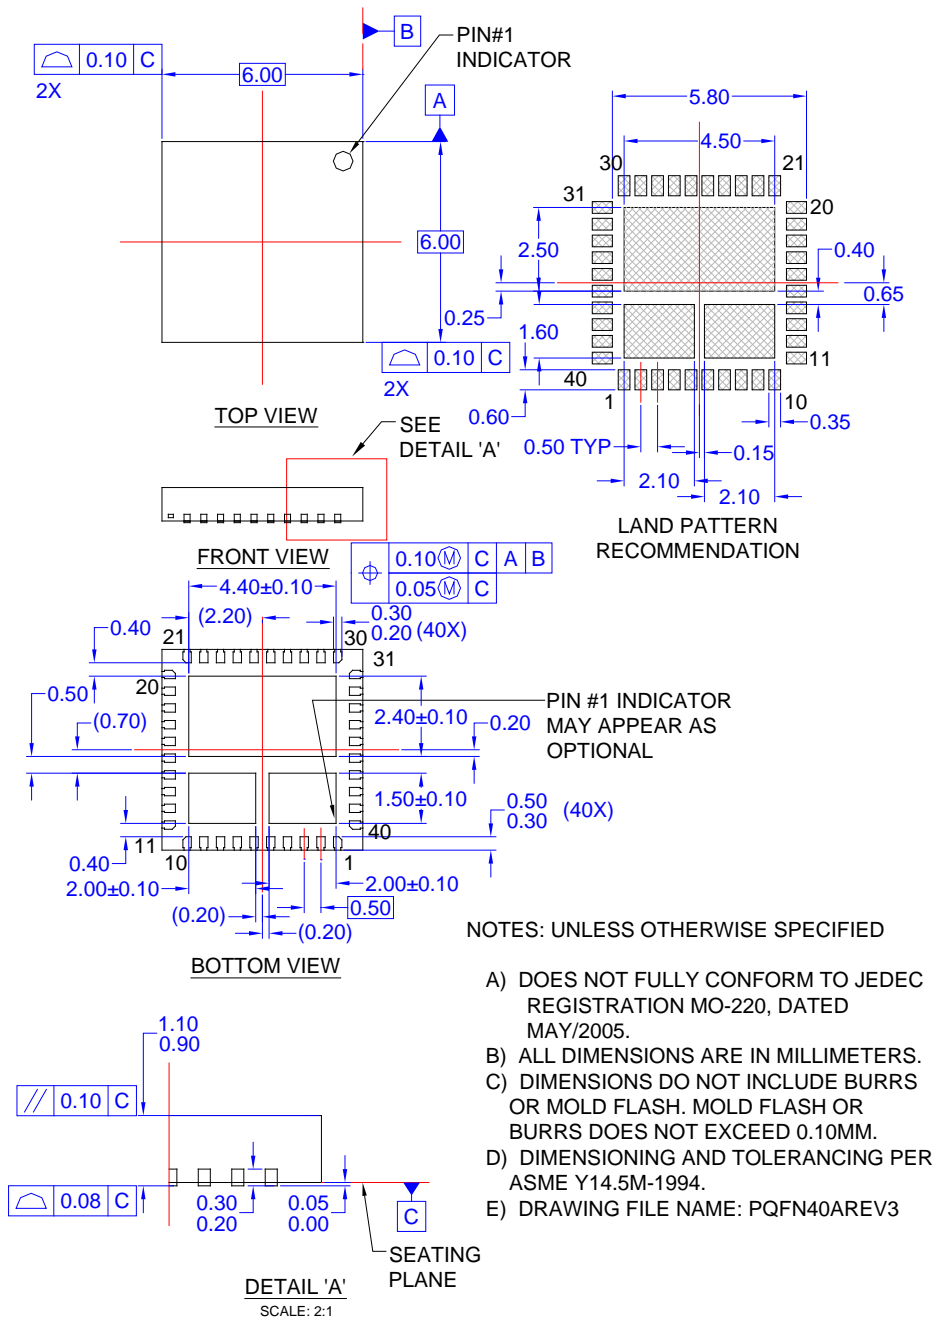 B
PIN#1
INDICATOR
0.10 C
2X
6.00
A
6.00
0.10 C
2X
TOP VIEW
5.80
4.50
30
21
31
20
2.50
0.40
0.65
0.25
1.60
40
11
1
10
0.60
0.35
0.50 TYP
0.15
2.10
2.10
LAND PATTERN
RECOMMENDATION
SEE
DETAIL 'A'
FRONT VIEW
0.10 M C A B
0.05 M C
4.40±0.10
(2.20)
0.30
0.20 (40X)
0.40
21
30
31
20
0.50
(0.70)
2.40±0.10
0.20
PIN #1 INDICATOR
MAY APPEAR AS
OPTIONAL
1.50±0.10
0.50
0.30 (40X)
11
40
10
1
0.40
2.00±0.10
2.00±0.10
0.50
(0.20)
(0.20)
BOTTOM VIEW
NOTES: UNLESS OTHERWISE SPECIFIED
A) DOES NOT FULLY CONFORM TO JEDEC
REGISTRATION MO-220, DATED
MAY/2005.
B) ALL DIMENSIONS ARE IN MILLIMETERS.
C) DIMENSIONS DO NOT INCLUDE BURRS
OR MOLD FLASH. MOLD FLASH OR
BURRS DOES NOT EXCEED 0.10MM.
D) DIMENSIONING AND TOLERANCING PER
ASME Y14.5M-1994.
E) DRAWING FILE NAME: PQFN40AREV3
1.10
0.90
// 0.10 C
0.08 C
0.30
0.20
0.05
0.00
C
SEATING
PLANE
DETAIL 'A'
SCALE: 2:1